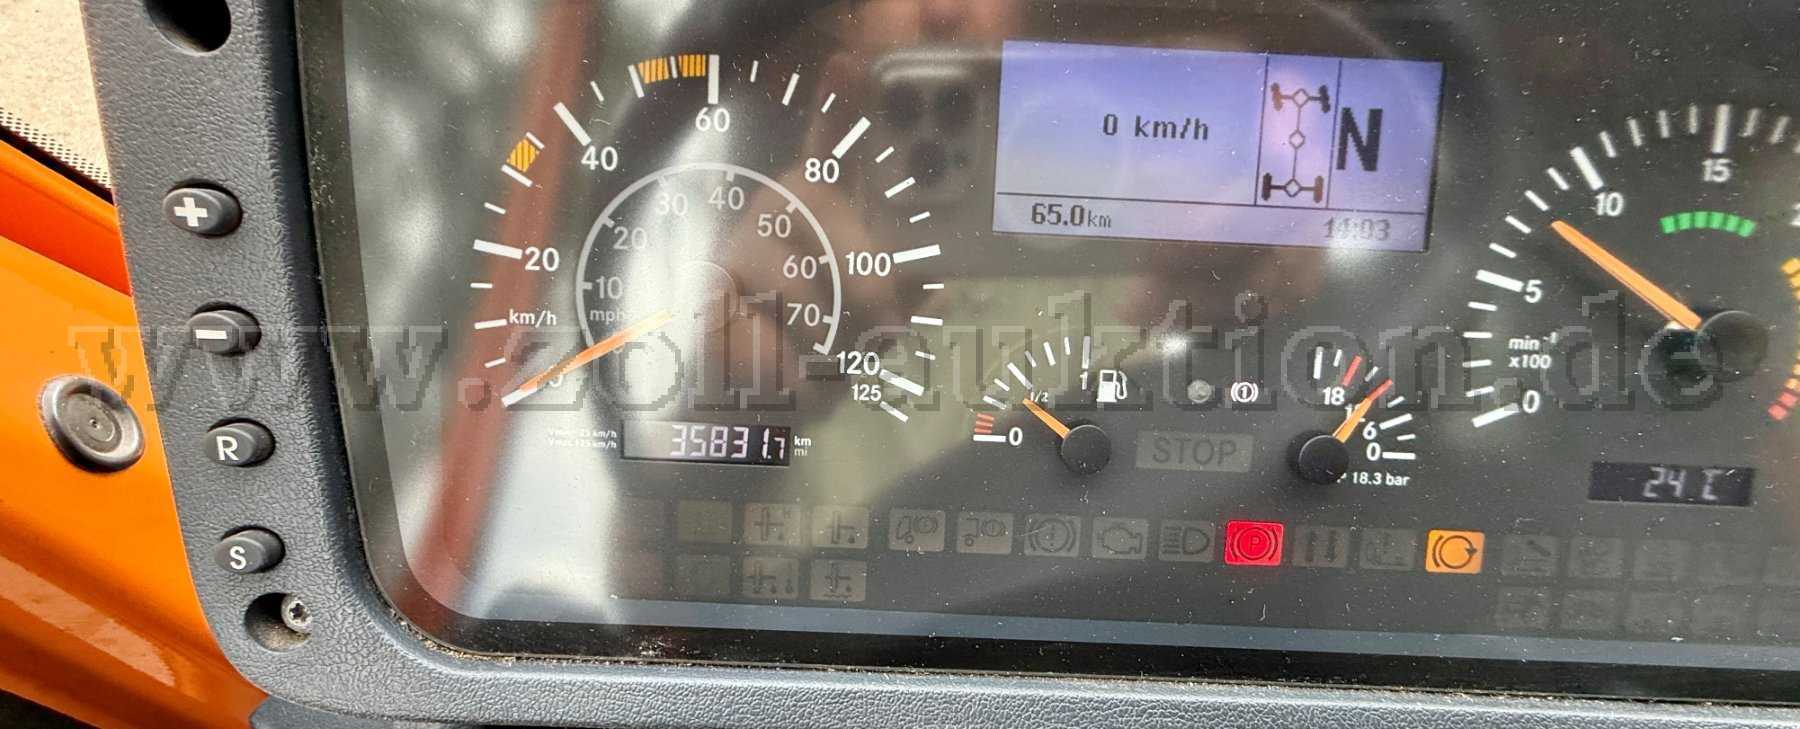 60
40
80
20
100
km/h
120
125
0
10
20
30
40
50
60
70
mph
35831.7 km
mi
0 km/h
N
65.0km
14:03
1
1/2
0
STOP
18
6
0
18.3 bar
15
10
5
0
min-1
x100
24 C
P
+
-
R
S
www.zoll-auktion.de